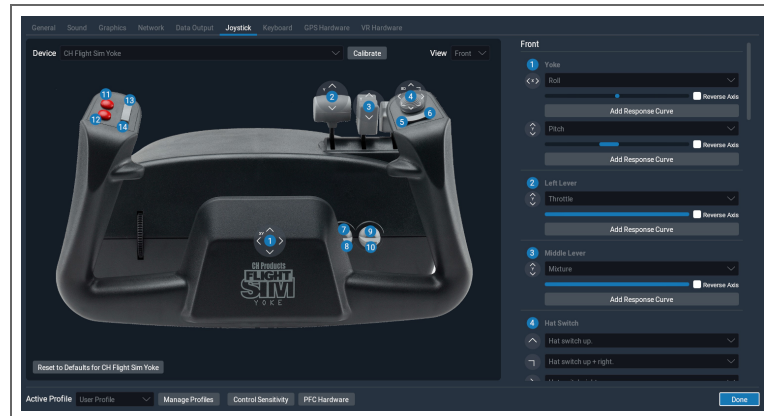 General Sound Graphics Network Data Output Joystick Keyboard GPS Hardware VR Hardware
Device CH Flight Sim Yoke Calibrate View Front
Front
1 Yoke
Roll
Reverse Axis
Add Response Curve
Pitch
Reverse Axis
Add Response Curve
2 Left Lever
Throttle
Reverse Axis
Add Response Curve
3 Middle Lever
Mixture
Reverse Axis
Add Response Curve
4 Hat Switch
Hat switch up.
Hat switch up + right.
11
13
12
14
2
3
4
5
6
7
9
8
10
XY
1
CH Products
FLIGHT
SIM
YOKE
Reset to Defaults for CH Flight Sim Yoke
Active Profile User Profile Manage Profiles Control Sensitivity PFC Hardware Done